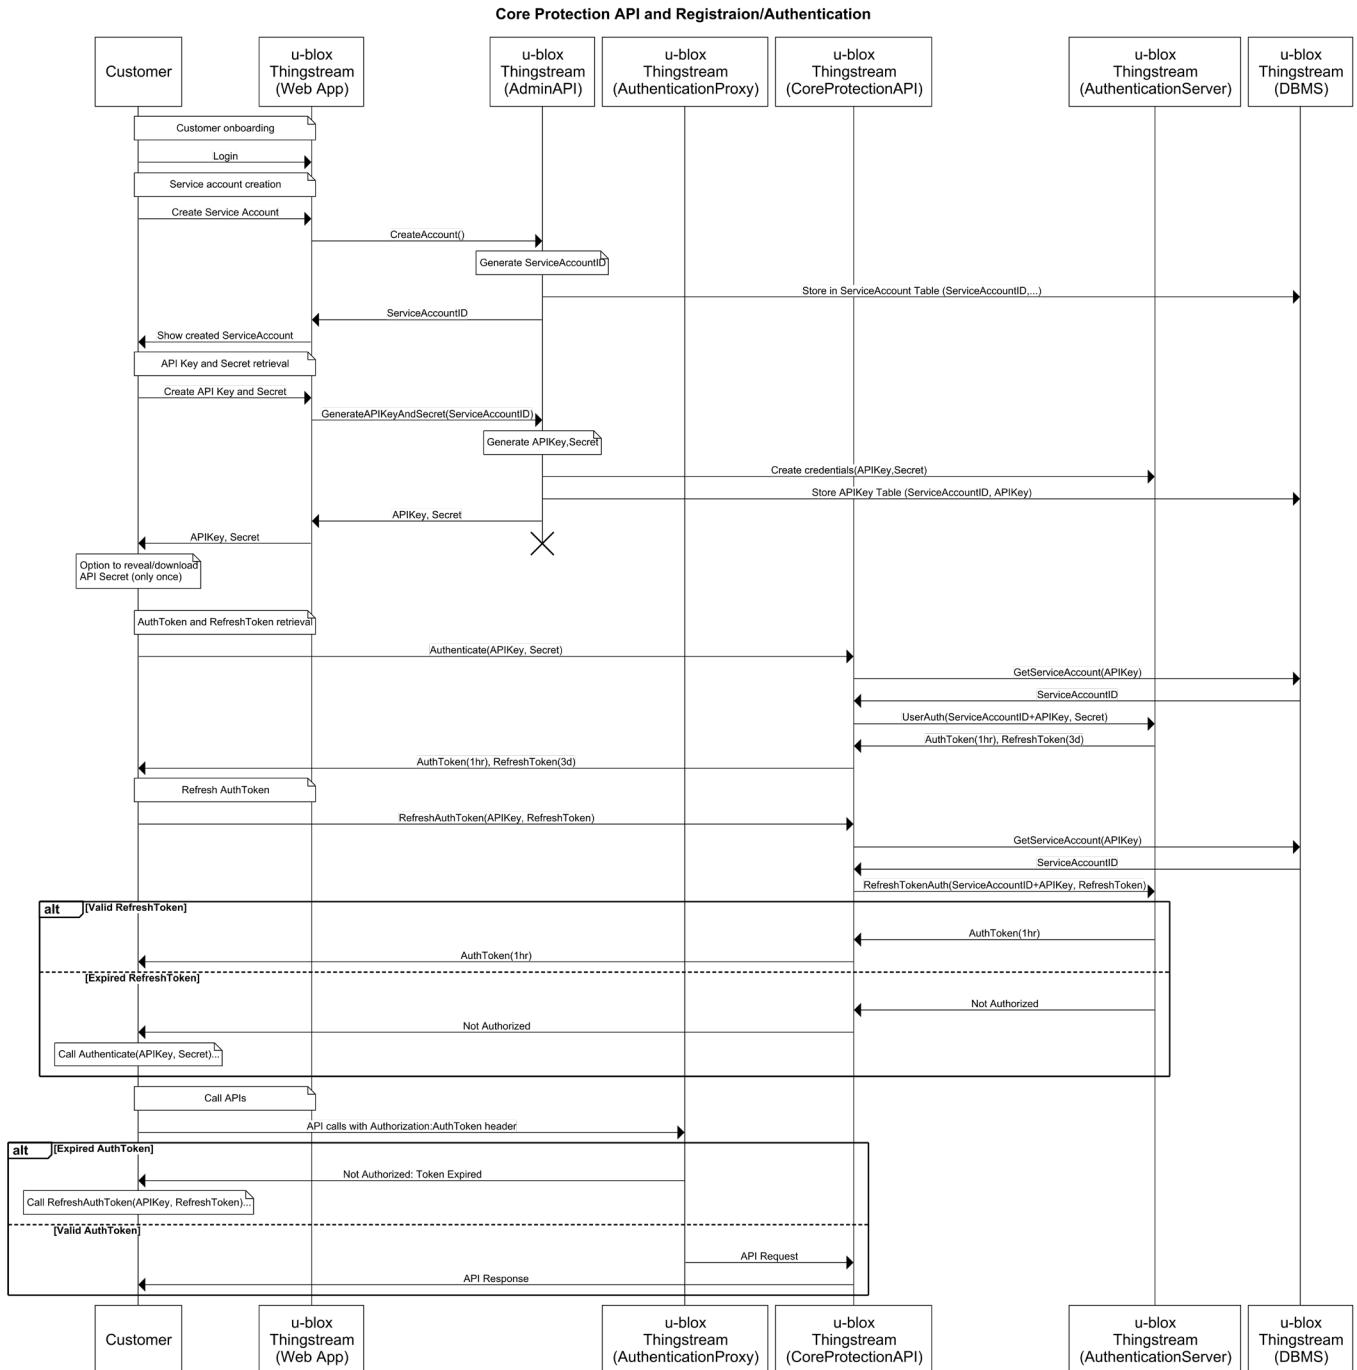 Core Protection API and Registraion/Authentication
Customer
u-blox
Thingstream
(Web App)
u-blox
Thingstream
(AdminAPI)
u-blox
Thingstream
(AuthenticationProxy)
u-blox
Thingstream
(CoreProtectionAPI)
u-blox
Thingstream
(AuthenticationServer)
u-blox
Thingstream
(DBMS)
Customer onboarding
Login
Service account creation
Create Service Account
CreateAccount()
Generate ServiceAccountID
Store in ServiceAccount Table (ServiceAccountID,...)
ServiceAccountID
Show created ServiceAccount
API Key and Secret retrieval
Create API Key and Secret
GenerateAPIKeyAndSecret(ServiceAccountID)
Generate APIKey,Secret
Create credentials(APIKey,Secret)
Store APIKey Table (ServiceAccountID, APIKey)
APIKey, Secret
APIKey, Secret
Option to reveal/download
API Secret (only once)
AuthToken and RefreshToken retrieval
Authenticate(APIKey, Secret)
GetServiceAccount(APIKey)
ServiceAccountID
UserAuth(ServiceAccountID+APIKey, Secret)
AuthToken(1hr), RefreshToken(3d)
AuthToken(1hr), RefreshToken(3d)
Refresh AuthToken
RefreshAuthToken(APIKey, RefreshToken)
GetServiceAccount(APIKey)
ServiceAccountID
RefreshTokenAuth(ServiceAccountID+APIKey, RefreshToken)
alt [Valid RefreshToken]
AuthToken(1hr)
AuthToken(1hr)
[Expired RefreshToken]
Not Authorized
Not Authorized
Call Authenticate(APIKey, Secret)...
Call APIs
API calls with Authorization:AuthToken header
alt [Expired AuthToken]
Not Authorized: Token Expired
Call RefreshAuthToken(APIKey, RefreshToken)...
[Valid AuthToken]
API Request
API Response
Customer
u-blox
Thingstream
(Web App)
u-blox
Thingstream
(AuthenticationProxy)
u-blox
Thingstream
(CoreProtectionAPI)
u-blox
Thingstream
(AuthenticationServer)
u-blox
Thingstream
(DBMS)